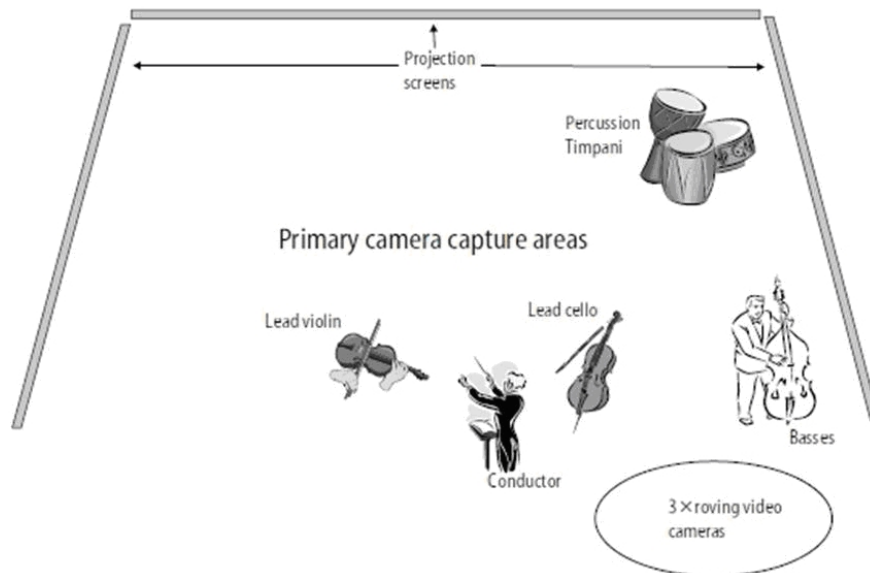 Projection
screens
Percussion
Timpani
Primary camera capture areas
Lead violin
Lead cello
Basses
Conductor
3 × roving video
cameras